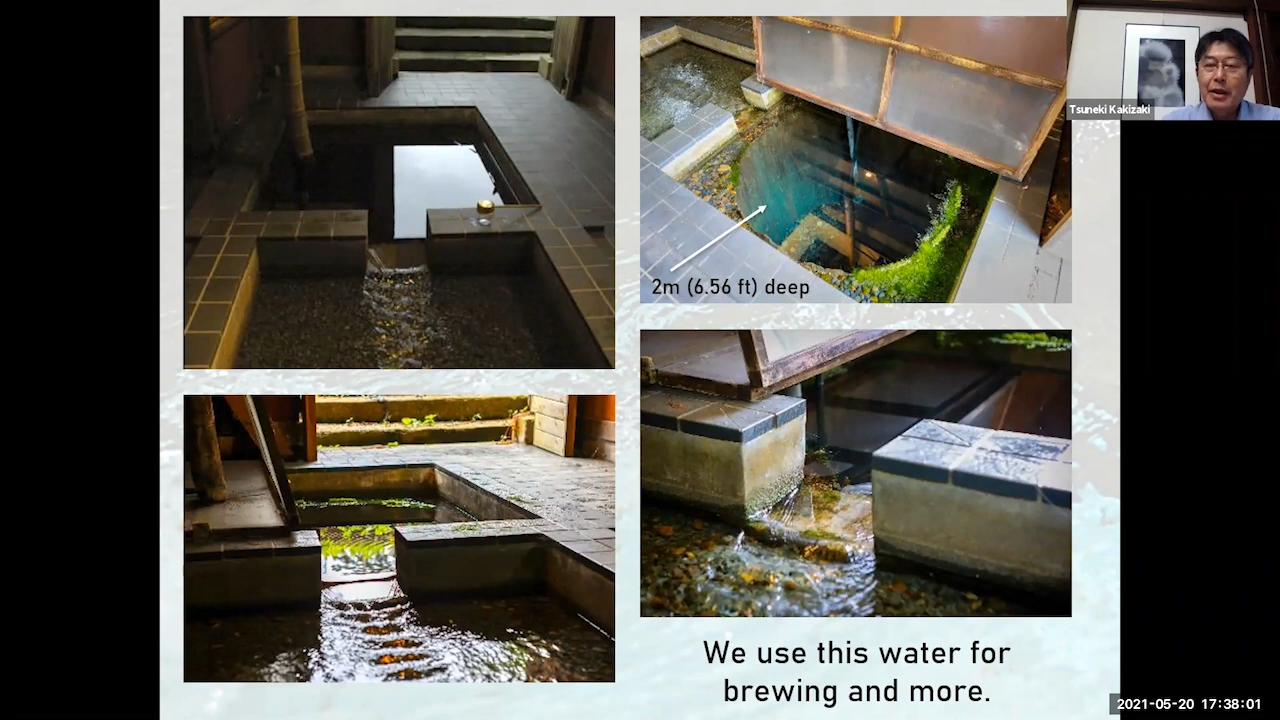 Tsuneki Kakizaki
2m (6.56 ft) deep
We use this water for
brewing and more.
2021-05-20 17:38:01